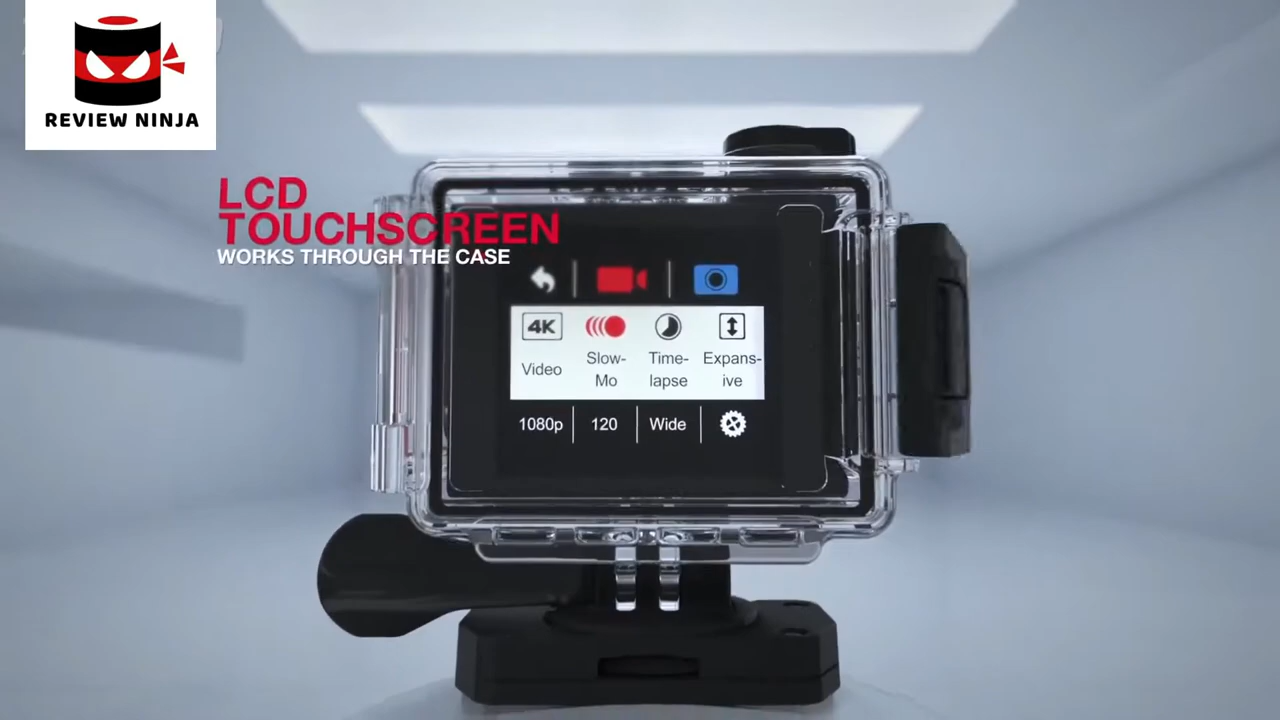 REVIEW NINJA
LCD
TOUCHSCREEN
WORKS THROUGH THE CASE
4K
Video
Slow-
Mo
Time-
lapse
Expans-
ive
1080p
120
Wide